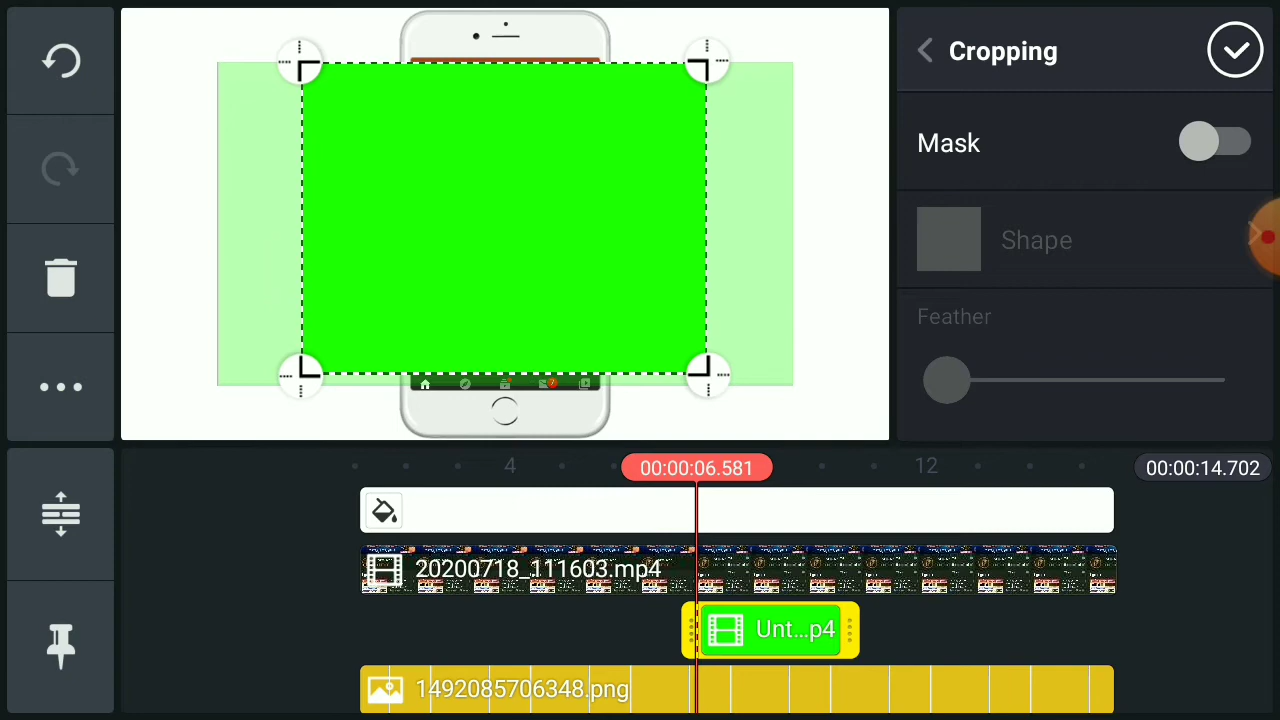 Cropping
Mask
Shape
Feather
7
4
00:00:06.581
12
00:00:14.702
20200718_111603.mp4
Unt...p4
1492085706348.png